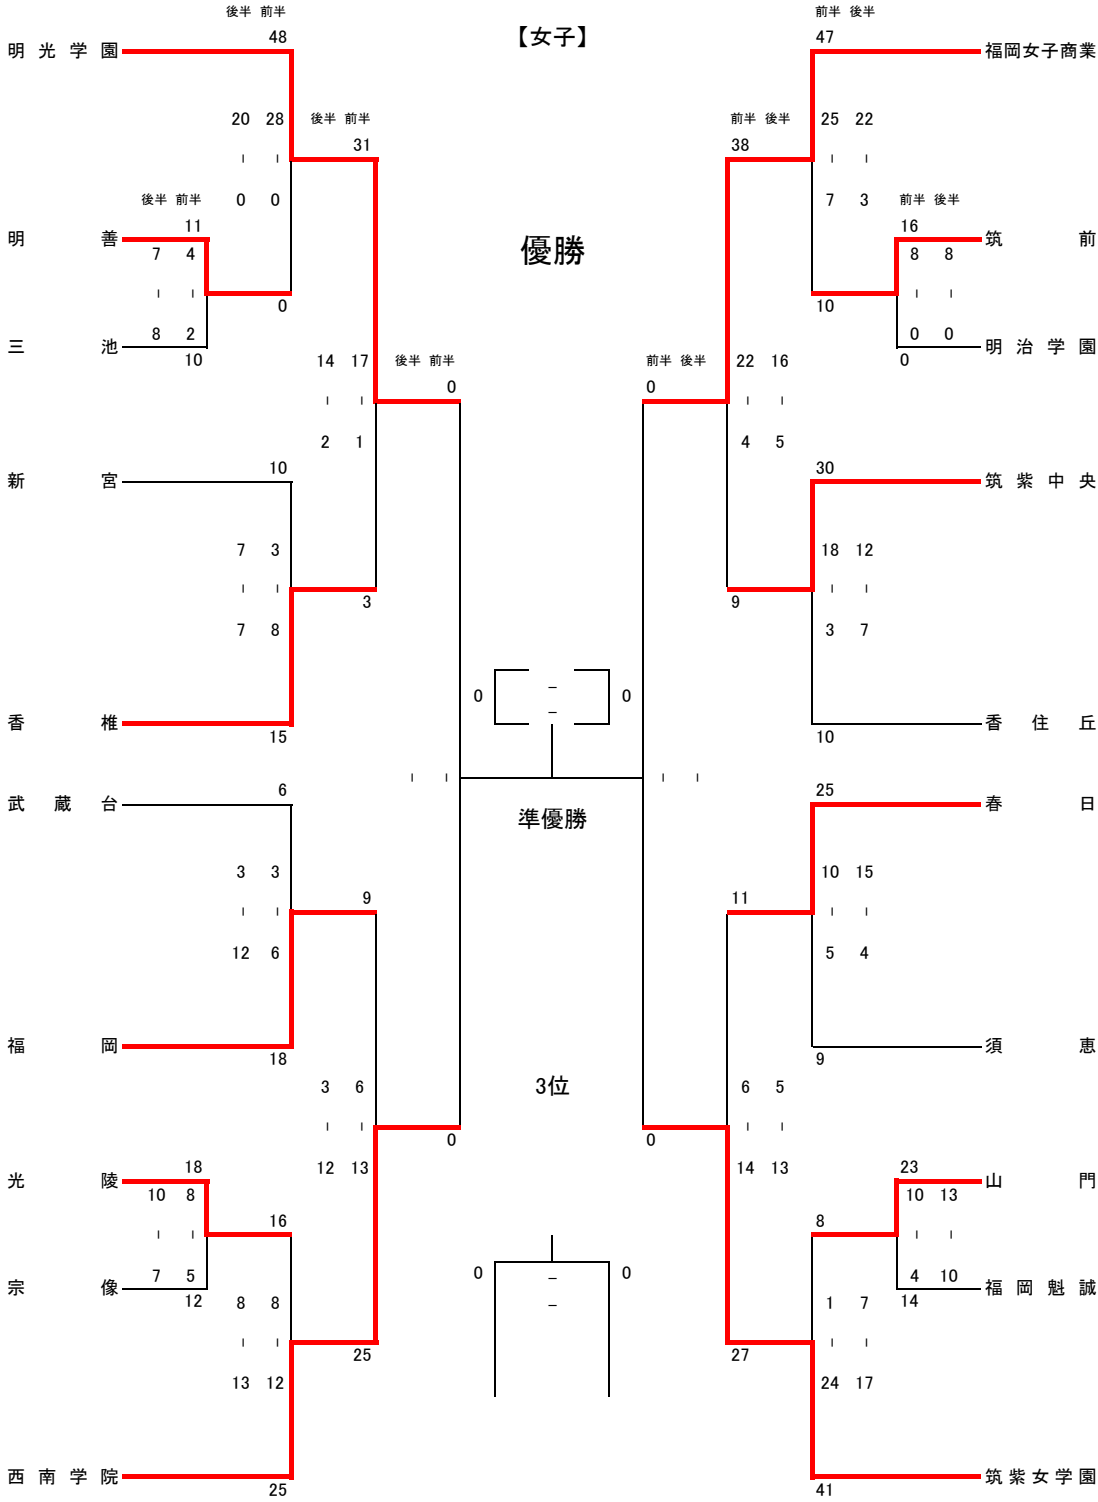 後半 前半
前半 後半
48
【女子】
47
明光学園
福岡女子商業
20 28
後半 前半
前半 後半
25 22
31
38
- -
- -
後半 前半
0 0
7 3
前半 後半
11
16
明善
優勝
筑前
7 4
8 8
- -
- -
0
10
8 2
0 0
三池
明治学園
10
0
14 17
後半 前半
前半 後半
22 16
0
0
- -
- -
2 1
4 5
10
30
新宮
筑紫中央
7 3
18 12
- -
- -
3
9
7 8
3 7
0
-
0
-
香椎
香住丘
15
10
- -
- -
6
25
武蔵台
準優勝
春日
3 3
10 15
9
11
- -
- -
12 6
5 4
福岡
須恵
18
9
3 6
3位
6 5
- -
- -
0
0
12 13
14 13
18
23
光陵
山門
10 8
10 13
16
8
- -
- -
7 5
0
-
0
4 10
宗像
福岡魁誠
12
14
8 8
-
1 7
- -
- -
25
27
13 12
24 17
西南学院
筑紫女学園
25
41